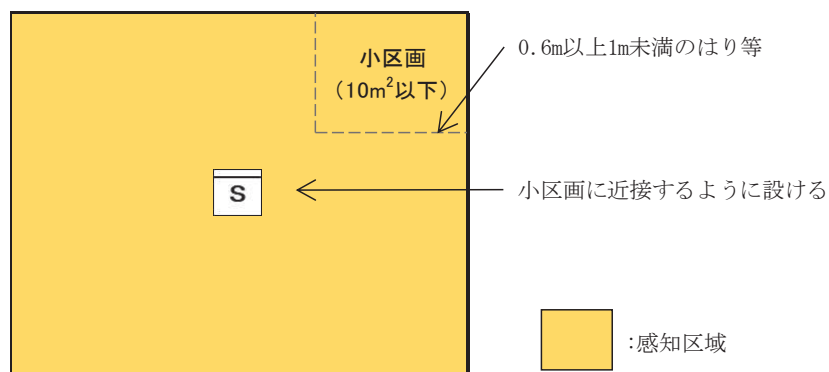 小区画
（10m²以下）
0.6m以上1m未満のはり等
S
小区画に近接するように設ける
:感知区域